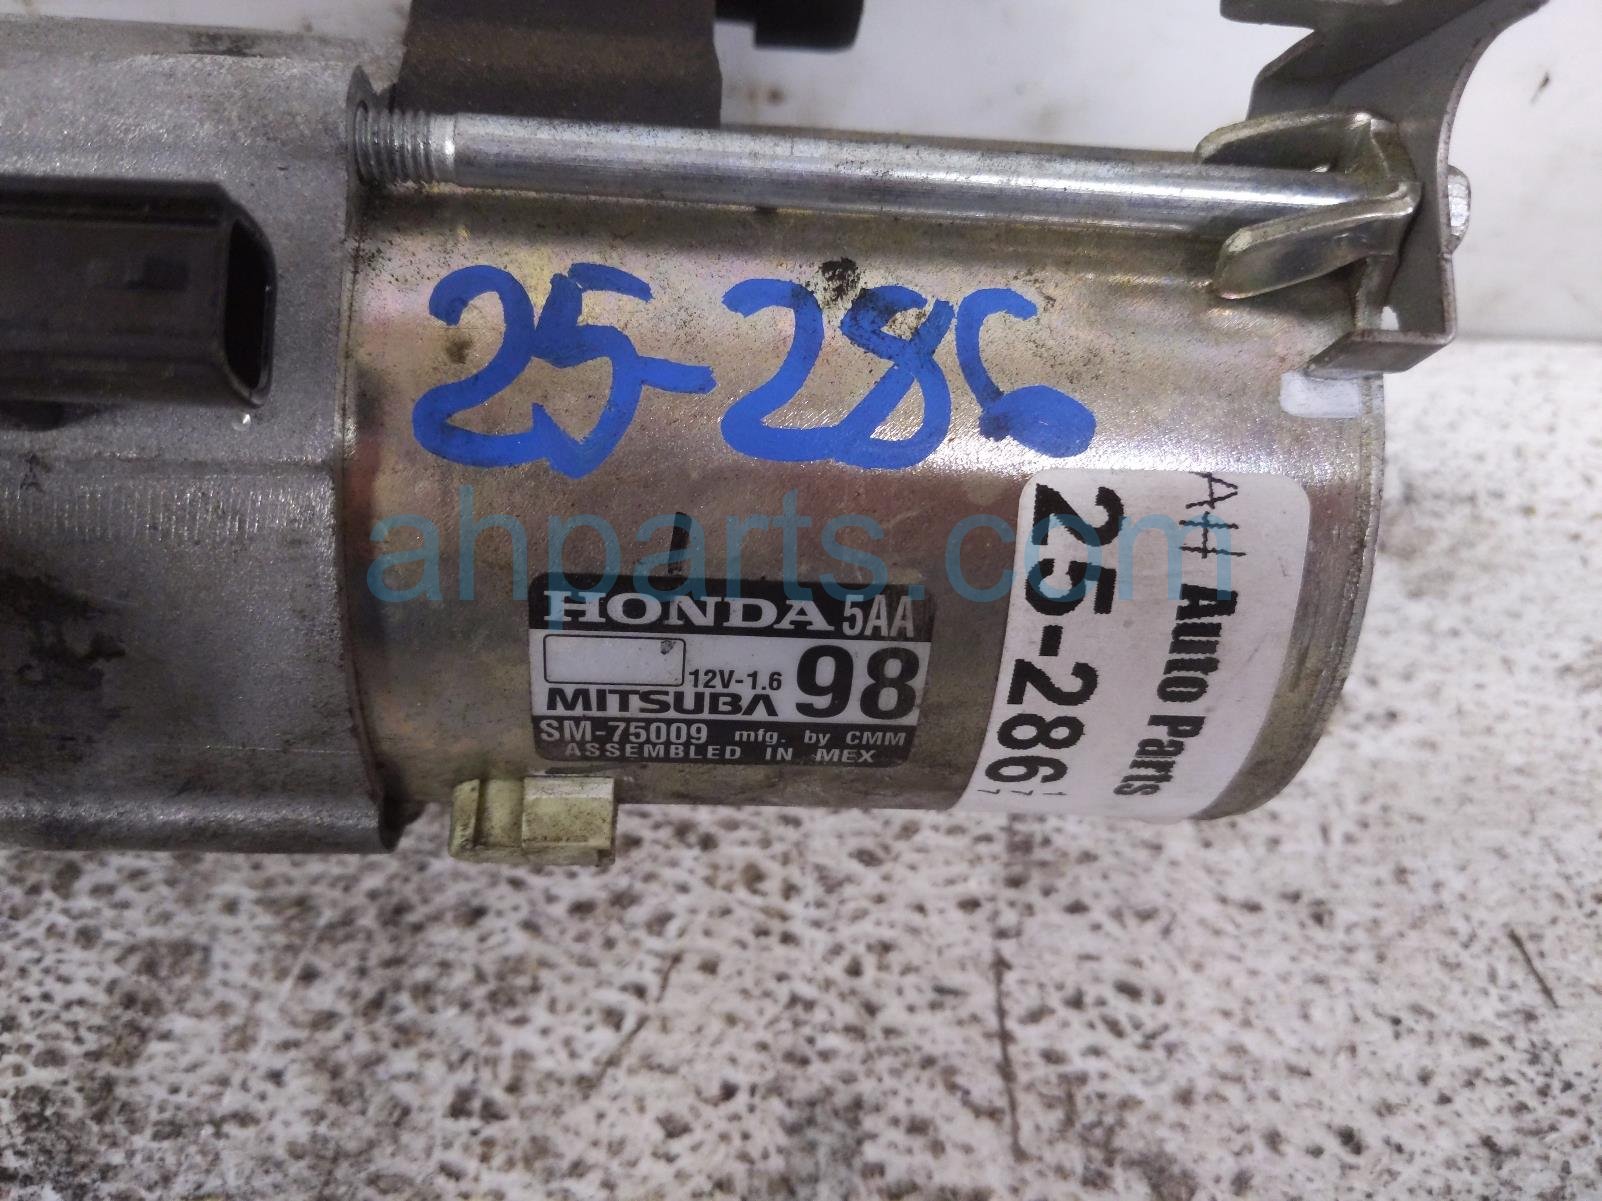 25-286
ahparts.com
HONDA 5AA
12V-1.6 98
MITSUBA
SM-75009 mfg. by CMM
ASSEMBLED IN MEX
AH Auto Parts
25-286